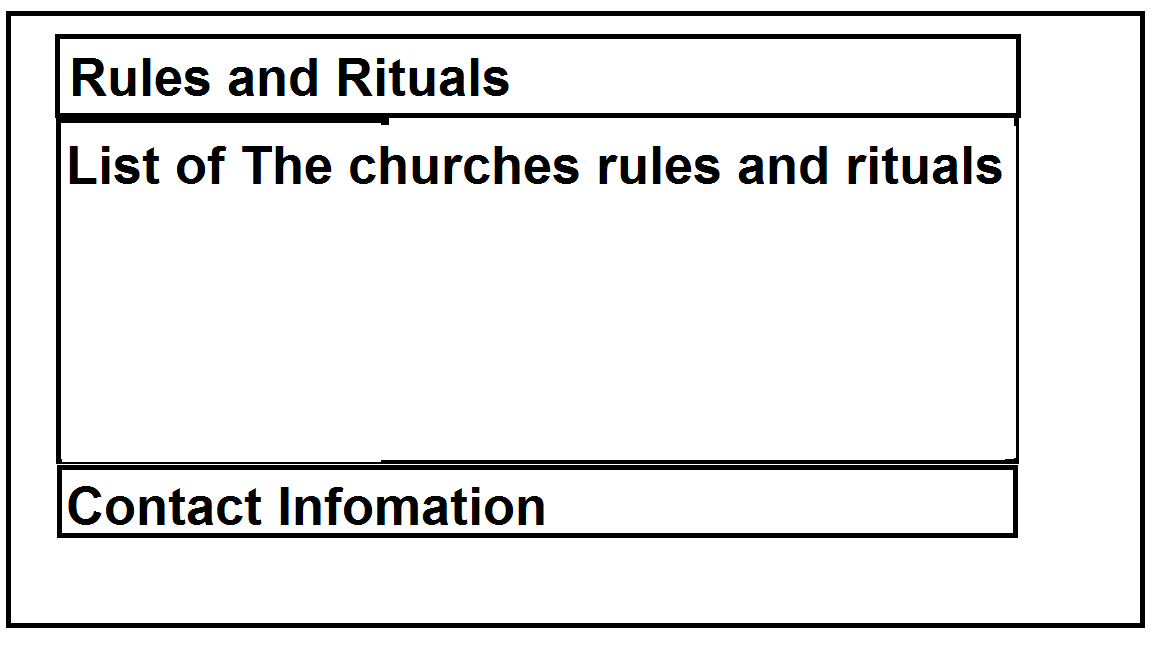 Rules and Rituals
List of The churches rules and rituals
Contact Infomation